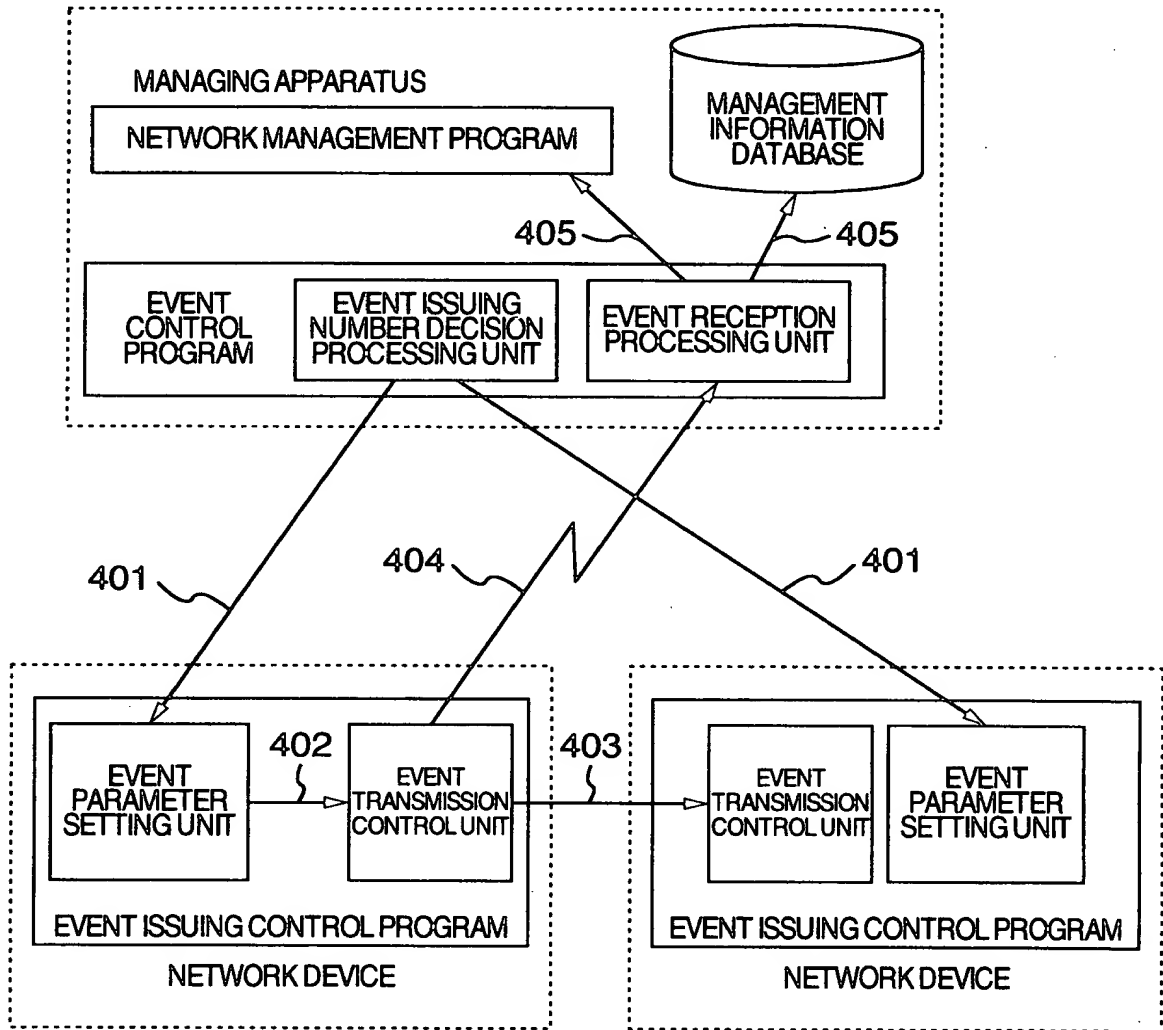 MANAGING APPARATUS
NETWORK MANAGEMENT PROGRAM
MANAGEMENT
INFORMATION
DATABASE
405
405
EVENT
CONTROL
PROGRAM
EVENT ISSUING
NUMBER DECISION
PROCESSING UNIT
EVENT RECEPTION
PROCESSING UNIT
401
404
401
402
403
EVENT
PARAMETER
SETTING UNIT
EVENT
TRANSMISSION
CONTROL UNIT
EVENT
TRANSMISSION
CONTROL UNIT
EVENT
PARAMETER
SETTING UNIT
EVENT ISSUING CONTROL PROGRAM
EVENT ISSUING CONTROL PROGRAM
NETWORK DEVICE
NETWORK DEVICE